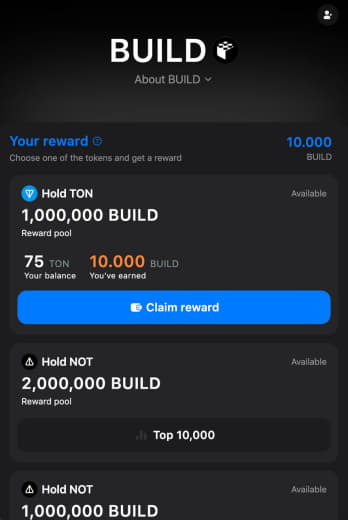 BUILD
About BUILD
Your reward
10.000
Choose one of the tokens and get a reward
BUILD
Hold TON
Available
1,000,000 BUILD
Reward pool
75 TON
10.000 BUILD
Your balance
You've earned
Claim reward
Hold NOT
Available
2,000,000 BUILD
Reward pool
Top 10,000
Hold NOT
Available
1,000,000 BUILD